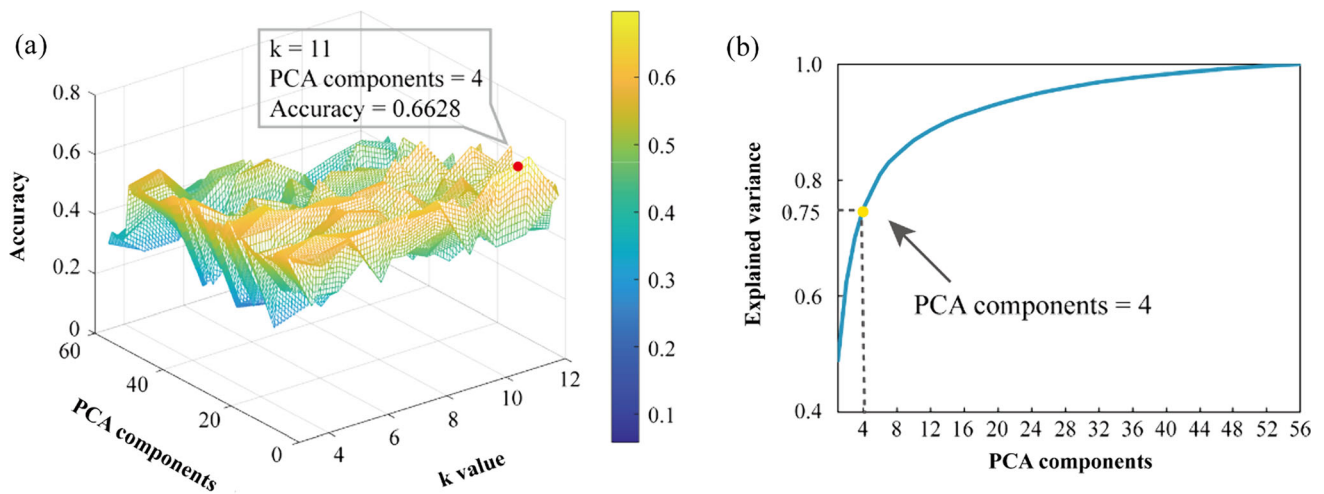 (a)
k = 11
PCA components = 4
Accuracy = 0.6628
0.8
0.6
0.4
0.2
0
Accuracy
60
40
20
0
PCA components
4
6
8
10
12
k value
0.6
0.5
0.4
0.3
0.2
0.1
(b)
1.0
0.8
0.75
0.6
0.4
Explained variance
PCA components = 4
4 8 12 16 20 24 28 32 36 40 44 48 52 56
PCA components